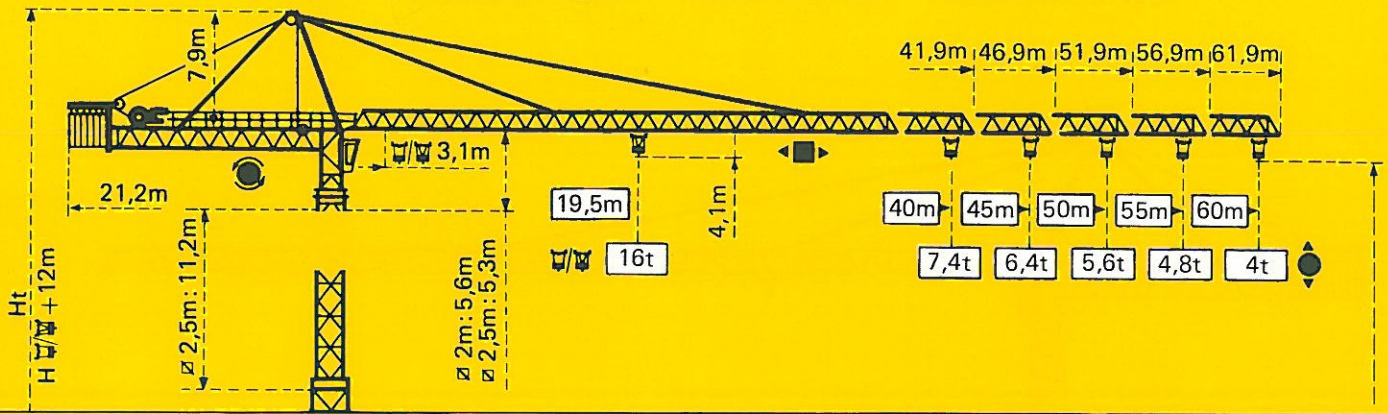 41,9m 46,9m 51,9m 56,9m 61,9m
7,9m
3,1m
21,2m
4,1m
19,5m
16t
40m 45m 50m 55m 60m
7,4t 6,4t 5,6t 4,8t 4t
Ht
H / + 12m
2,5m: 11,2m
2m: 5,6m
2,5m: 5,3m